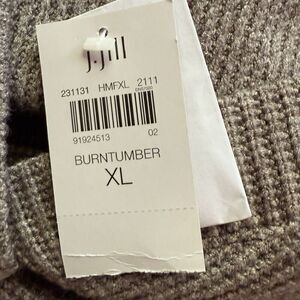 J.Jill
231131 HMFXL 2111
91924513 02
BURNTUMBER
XL